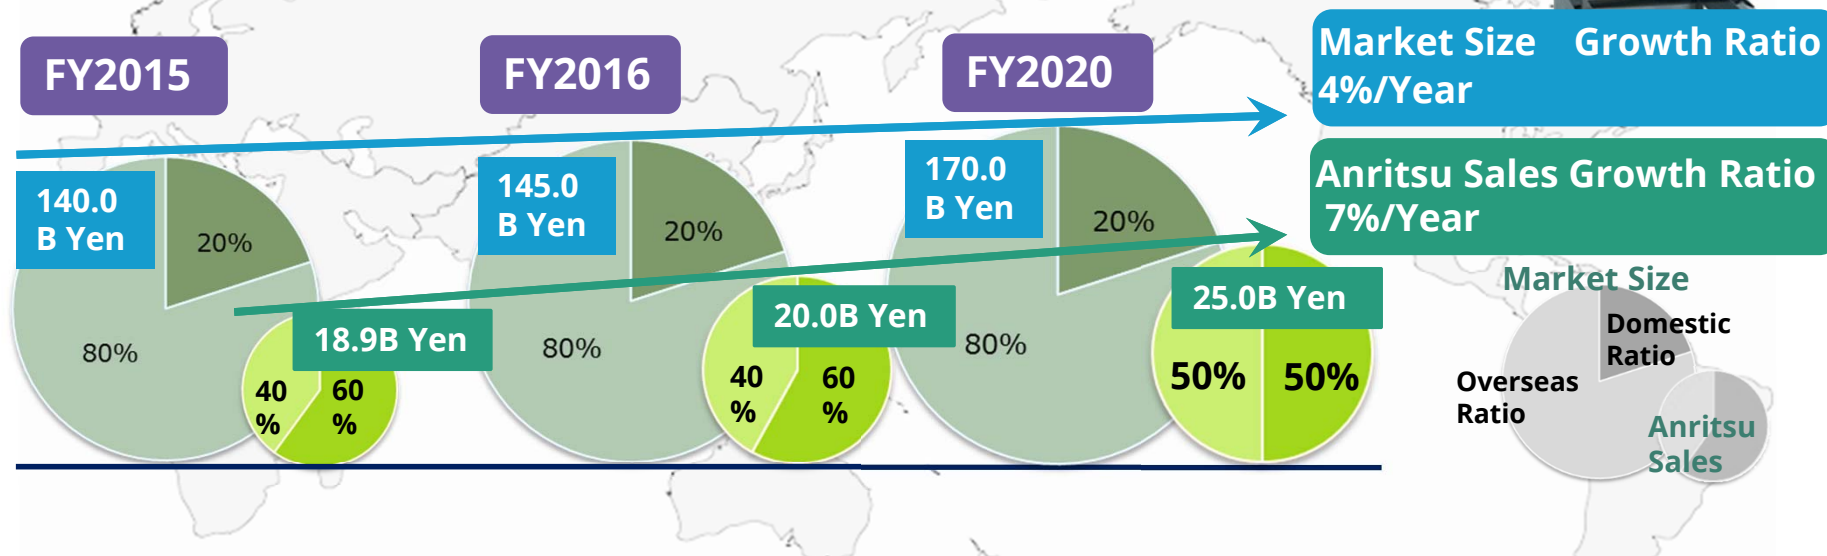 FY2015
FY2016
FY2020
Market Size Growth Ratio
4%/Year
Anritsu Sales Growth Ratio
7%/Year
140.0
B Yen
20%
80%
18.9B Yen
40
%
60
%
145.0
B Yen
20%
80%
20.0B Yen
40
%
60
%
170.0
B Yen
20%
80%
25.0B Yen
50%
50%
Market Size
Domestic
Ratio
Overseas
Ratio
Anritsu
Sales